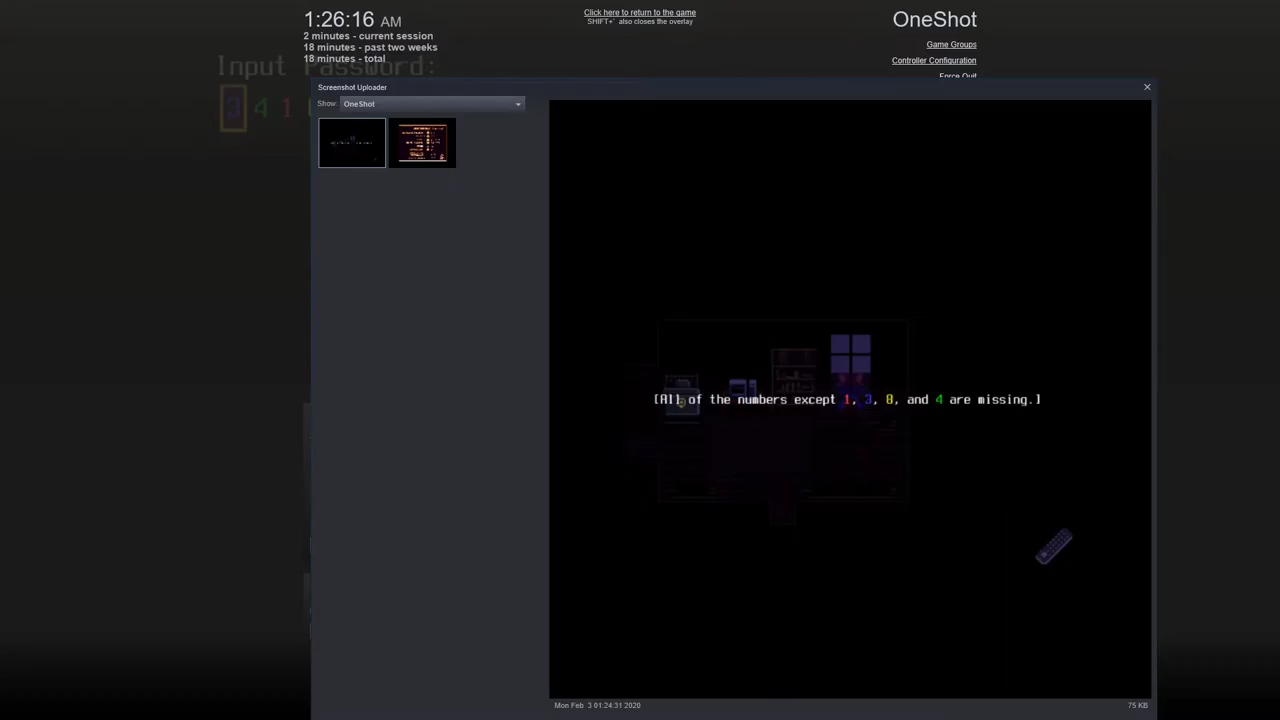 1:26:16 AM
2 minutes - current session
18 minutes - past two weeks
18 minutes - total
Click here to return to the game
SHIFT+` also closes the overlay
OneShot
Game Groups
Controller Configuration
Force Quit
Input Password:
3 4 1
Screenshot Uploader
Show: OneShot
[All of the numbers except 1, 3, 8, and 4 are missing.]
Mon Feb 3 01:24:31 2020
75 KB